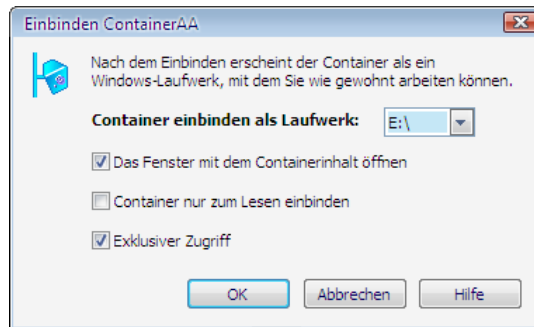 Einbinden ContainerAA
Nach dem Einbinden erscheint der Container als ein
Windows-Laufwerk, mit dem Sie wie gewohnt arbeiten können.
Container einbinden als Laufwerk: E:\
Das Fenster mit dem Containerinhalt öffnen
Container nur zum Lesen einbinden
Exklusiver Zugriff
OK Abbrechen Hilfe